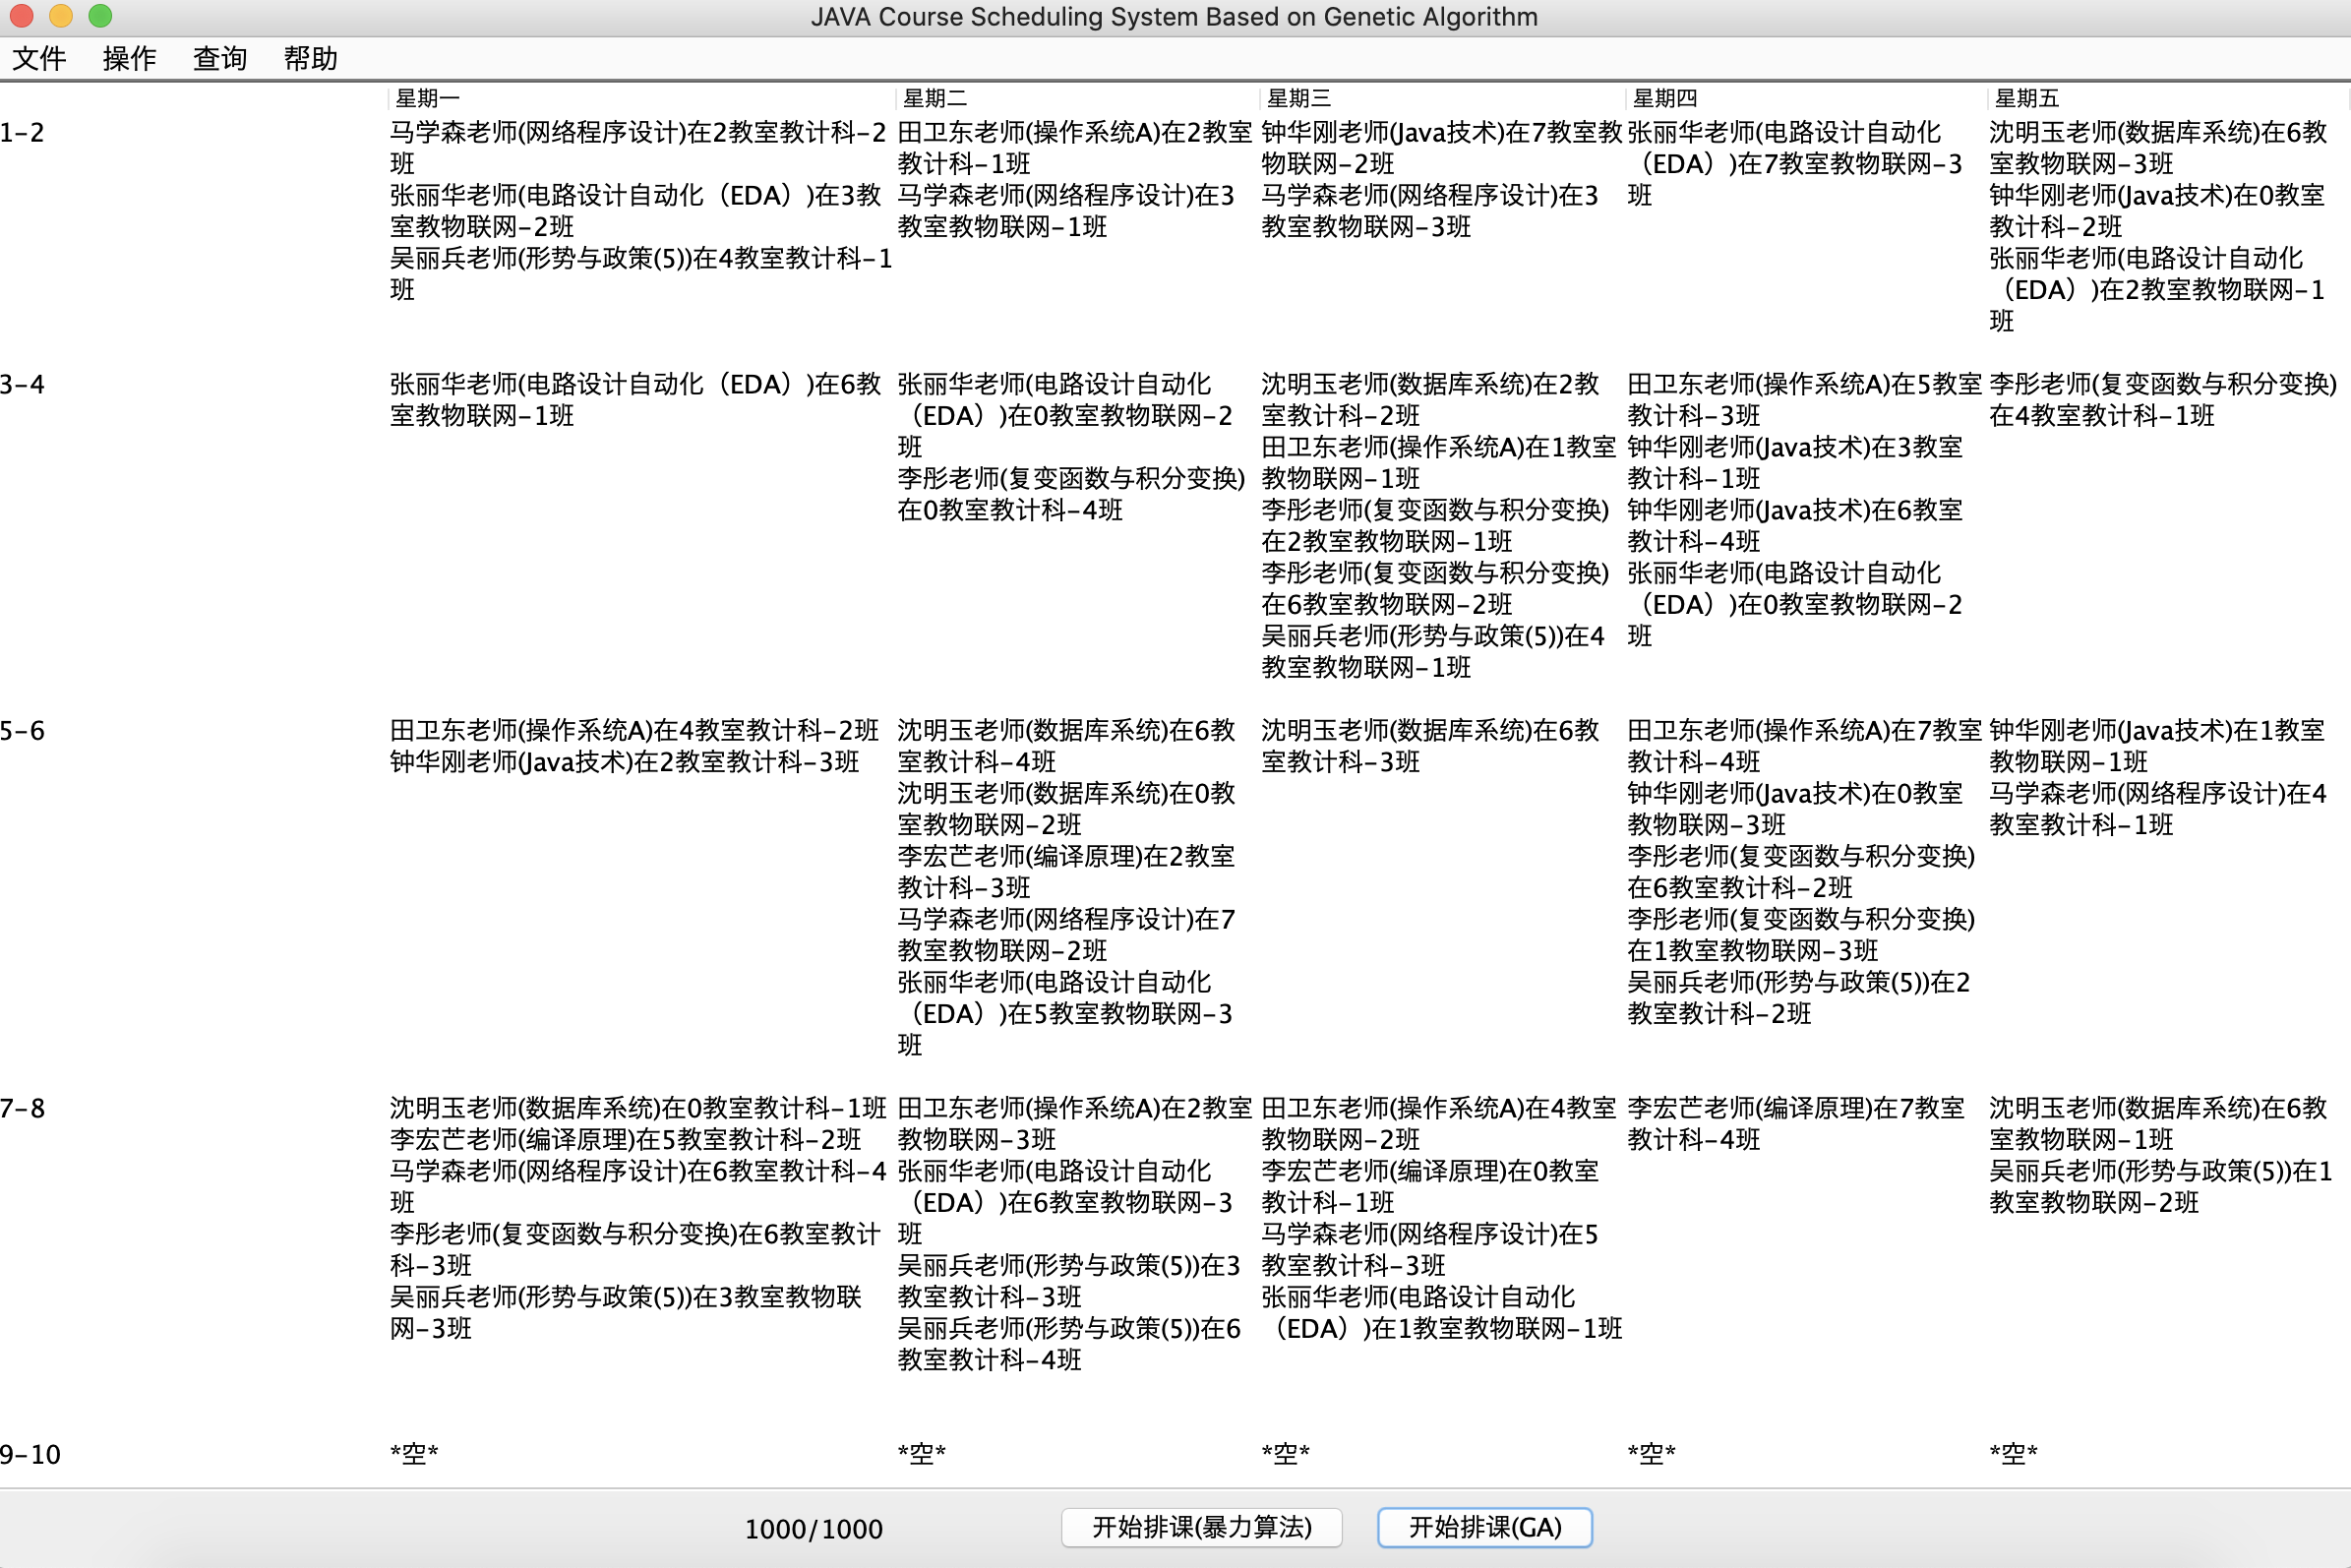 JAVA Course Scheduling System Based on Genetic Algorithm
文件 操作 查询 帮助
星期一 星期二 星期三 星期四 星期五
1-2
马学森老师(网络程序设计)在2教室教计科-2
班
张丽华老师(电路设计自动化（EDA）)在3教
室教物联网-2班
吴丽兵老师(形势与政策(5))在4教室教计科-1
班
田卫东老师(操作系统A)在2教室
教计科-1班
马学森老师(网络程序设计)在3
教室教物联网-1班
钟华刚老师(Java技术)在7教室教
物联网-2班
马学森老师(网络程序设计)在3
教室教物联网-3班
张丽华老师(电路设计自动化
（EDA）)在7教室教物联网-3
班
沈明玉老师(数据库系统)在6教
室教物联网-3班
钟华刚老师(Java技术)在0教室
教计科-2班
张丽华老师(电路设计自动化
（EDA）)在2教室教物联网-1
班
3-4
张丽华老师(电路设计自动化（EDA）)在6教
室教物联网-1班
张丽华老师(电路设计自动化
（EDA）)在0教室教物联网-2
班
李彤老师(复变函数与积分变换)
在0教室教计科-4班
沈明玉老师(数据库系统)在2教
室教计科-2班
田卫东老师(操作系统A)在1教室
教物联网-1班
李彤老师(复变函数与积分变换)
在2教室教物联网-1班
李彤老师(复变函数与积分变换)
在6教室教物联网-2班
吴丽兵老师(形势与政策(5))在4
教室教物联网-1班
田卫东老师(操作系统A)在5教室
教计科-3班
钟华刚老师(Java技术)在3教室
教计科-1班
钟华刚老师(Java技术)在6教室
教计科-4班
张丽华老师(电路设计自动化
（EDA）)在0教室教物联网-2
班
李彤老师(复变函数与积分变换)
在4教室教计科-1班
5-6
田卫东老师(操作系统A)在4教室教计科-2班
钟华刚老师(Java技术)在2教室教计科-3班
沈明玉老师(数据库系统)在6教
室教计科-4班
沈明玉老师(数据库系统)在0教
室教物联网-2班
李宏芒老师(编译原理)在2教室
教计科-3班
马学森老师(网络程序设计)在7
教室教物联网-2班
张丽华老师(电路设计自动化
（EDA）)在5教室教物联网-3
班
沈明玉老师(数据库系统)在6教
室教计科-3班
田卫东老师(操作系统A)在7教室
教计科-4班
钟华刚老师(Java技术)在0教室
教物联网-3班
李彤老师(复变函数与积分变换)
在6教室教计科-2班
李彤老师(复变函数与积分变换)
在1教室教物联网-3班
吴丽兵老师(形势与政策(5))在2
教室教计科-2班
钟华刚老师(Java技术)在1教室
教物联网-1班
马学森老师(网络程序设计)在4
教室教计科-1班
7-8
沈明玉老师(数据库系统)在0教室教计科-1班
李宏芒老师(编译原理)在5教室教计科-2班
马学森老师(网络程序设计)在6教室教计科-4
班
李彤老师(复变函数与积分变换)在6教室教计
科-3班
吴丽兵老师(形势与政策(5))在3教室教物联
网-3班
田卫东老师(操作系统A)在2教室
教物联网-3班
张丽华老师(电路设计自动化
（EDA）)在6教室教物联网-3
班
吴丽兵老师(形势与政策(5))在3
教室教计科-3班
吴丽兵老师(形势与政策(5))在6
教室教计科-4班
田卫东老师(操作系统A)在4教室
教物联网-2班
李宏芒老师(编译原理)在0教室
教计科-1班
马学森老师(网络程序设计)在5
教室教计科-3班
张丽华老师(电路设计自动化
（EDA）)在1教室教物联网-1班
李宏芒老师(编译原理)在7教室
教计科-4班
沈明玉老师(数据库系统)在6教
室教物联网-1班
吴丽兵老师(形势与政策(5))在1
教室教物联网-2班
9-10
*空* *空* *空* *空* *空*
1000/1000 开始排课(暴力算法) 开始排课(GA)